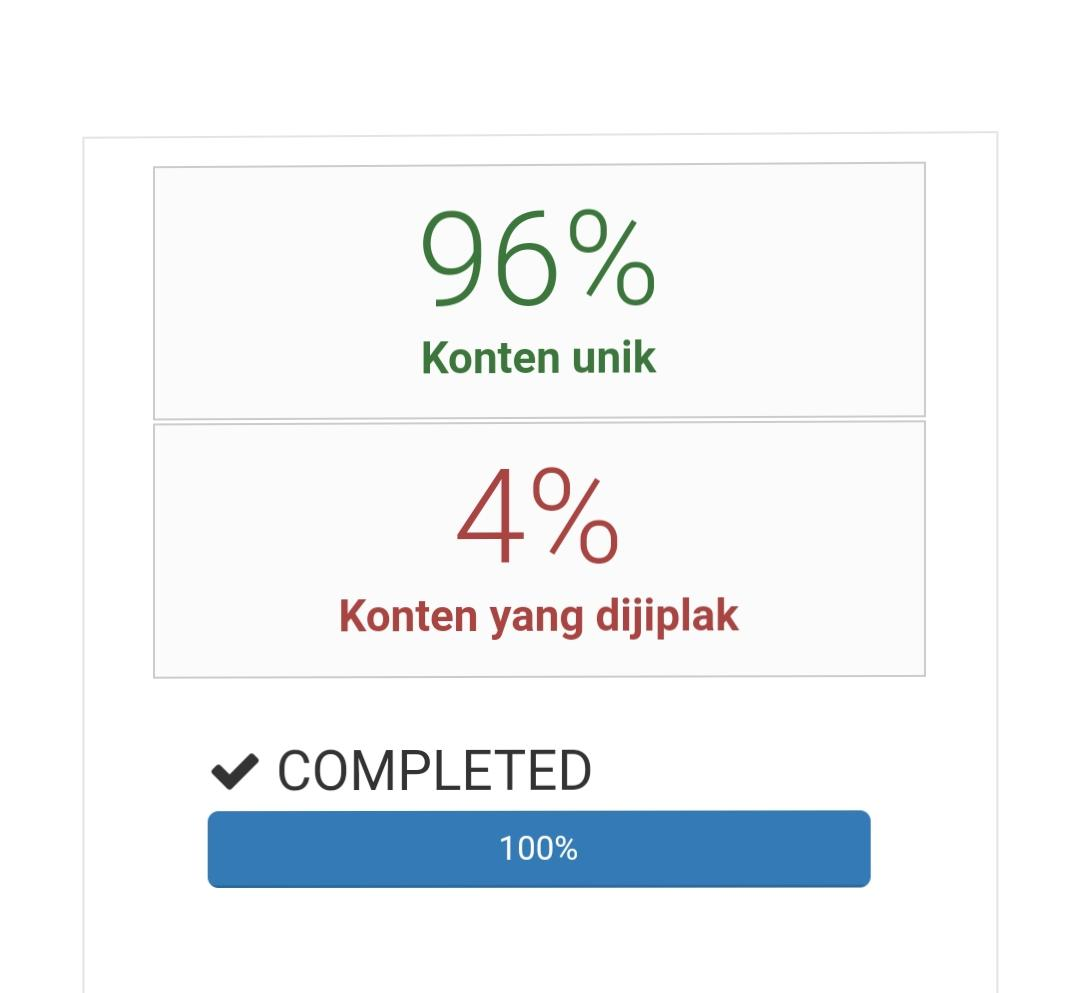 96%
Konten unik
4%
Konten yang dijiplak
COMPLETED
100%